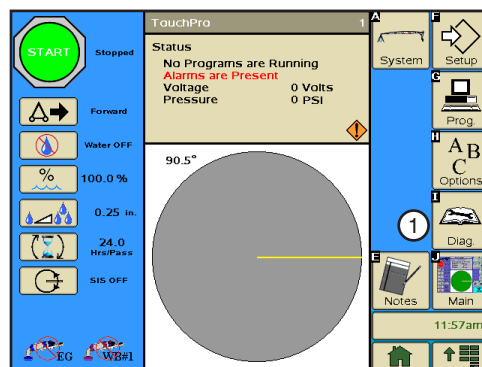 TouchPro 1
START
Stopped
Status
No Programs are Running
Alarms are Present
Voltage 0 Volts
Pressure 0 PSI
Forward
Water OFF
%
100.0 %
0.25 in.
24.0
Hrs/Pass
SIS OFF
EG
WB#1
90.5°
A
System
F
Setup
G
Prog.
H
A B C
Options
I
1
Diag.
E
Notes
J
Main
11:57am